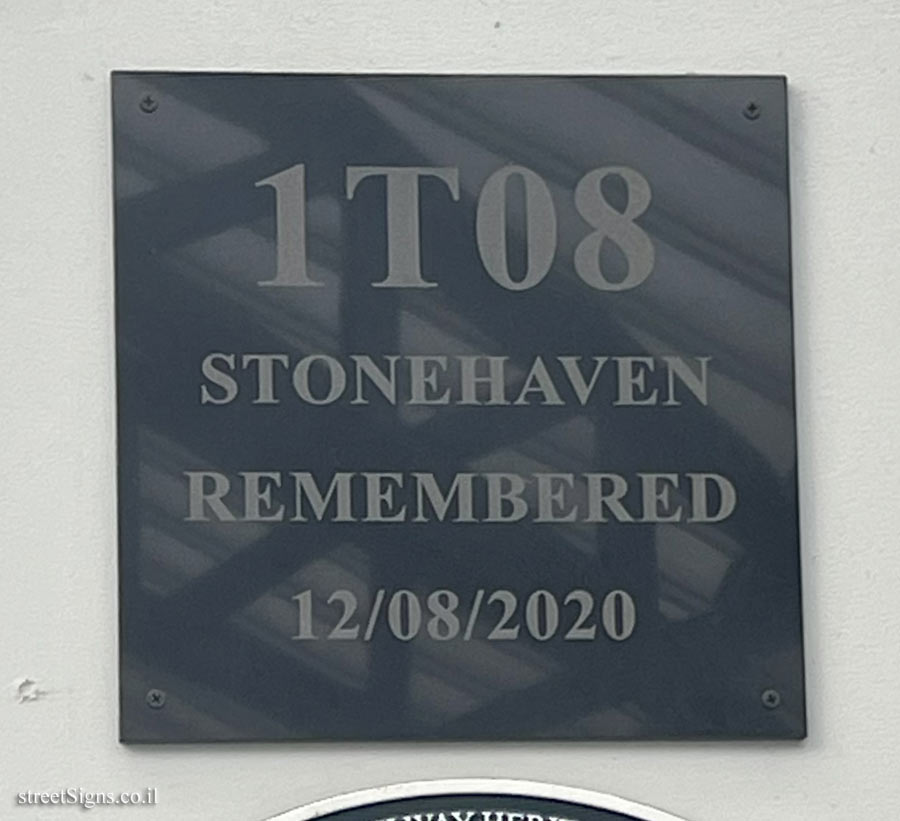 1T08
STONEHAVEN
REMEMBERED
12/08/2020
streetSigns.co.il